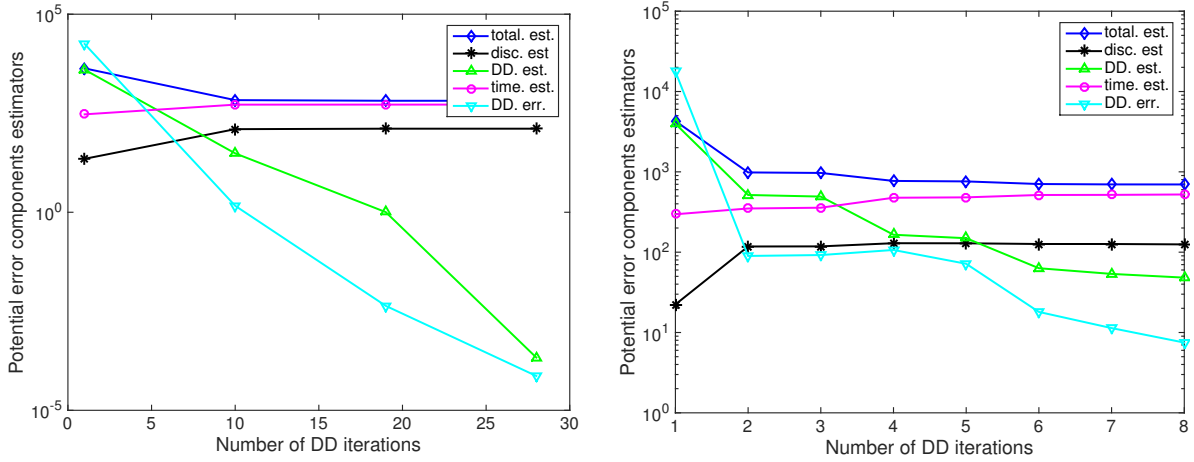 10^5
10^0
10^-5
0
5
10
15
20
25
30
Potential error components estimators
Number of DD iterations
total. est.
disc. est
DD. est.
time. est.
DD. err.
10^5
10^4
10^3
10^2
10^1
10^0
1
2
3
4
5
6
7
8
Potential error components estimators
Number of DD iterations
total. est.
disc. est
DD. est.
time. est.
DD. err.